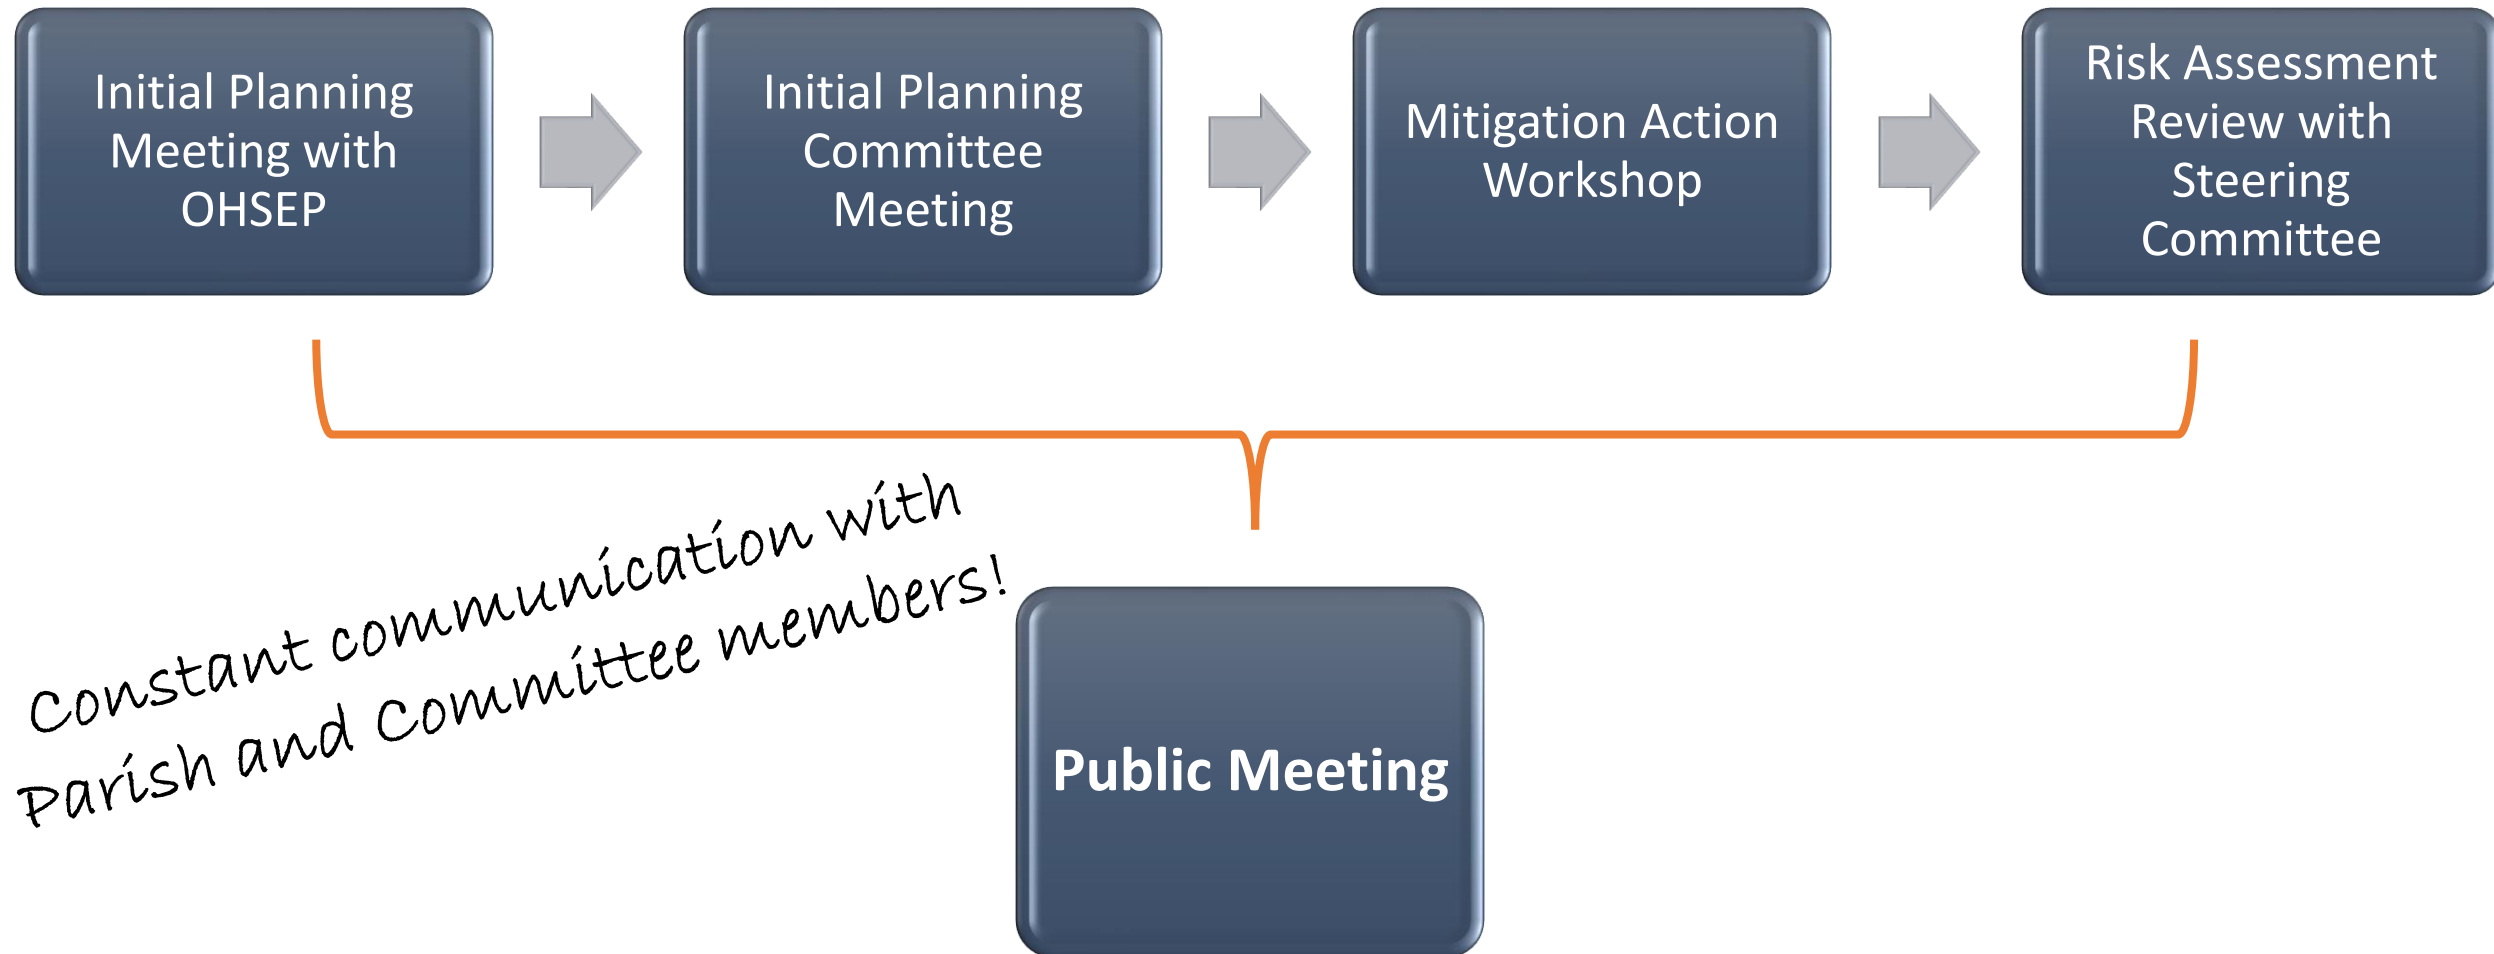 Initial Planning
Meeting with
OHSEP
Initial Planning
Committee
Meeting
Mitigation Action
Workshop
Risk Assessment
Review with
Steering
Committee
Constant communication with
Parish and Committee members!
Public Meeting